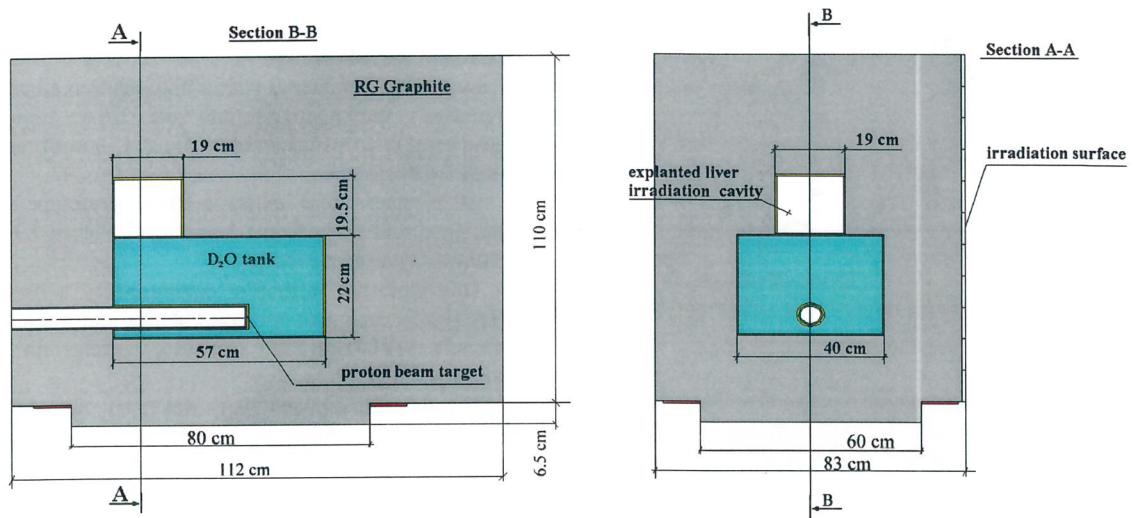 A
Section B-B
RG Graphite
19 cm
19.5 cm
D₂O tank
22 cm
57 cm
proton beam target
80 cm
112 cm
110 cm
6.5 cm
A
B
Section A-A
19 cm
irradiation surface
explanted liver
irradiation cavity
40 cm
60 cm
83 cm
B